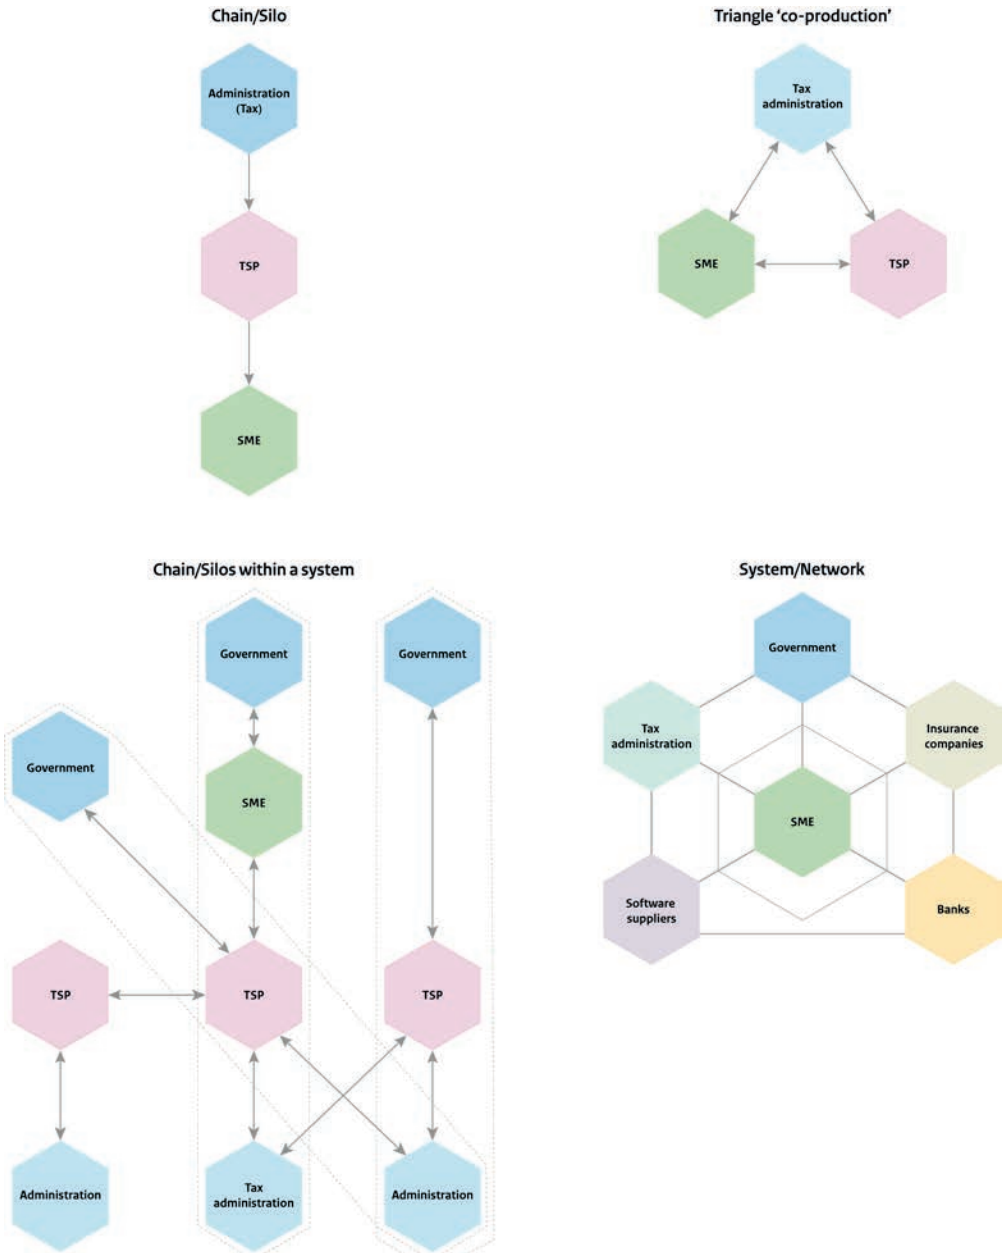 Chain/Silo
Administration
(Tax)
TSP
SME
Triangle ‘co-production’
Tax
administration
SME
TSP
Chain/Silos within a system
Government
Government
Government
SME
TSP
TSP
TSP
Administration
Tax
administration
Administration
System/Network
Government
Tax
administration
Insurance
companies
SME
Software
suppliers
Banks